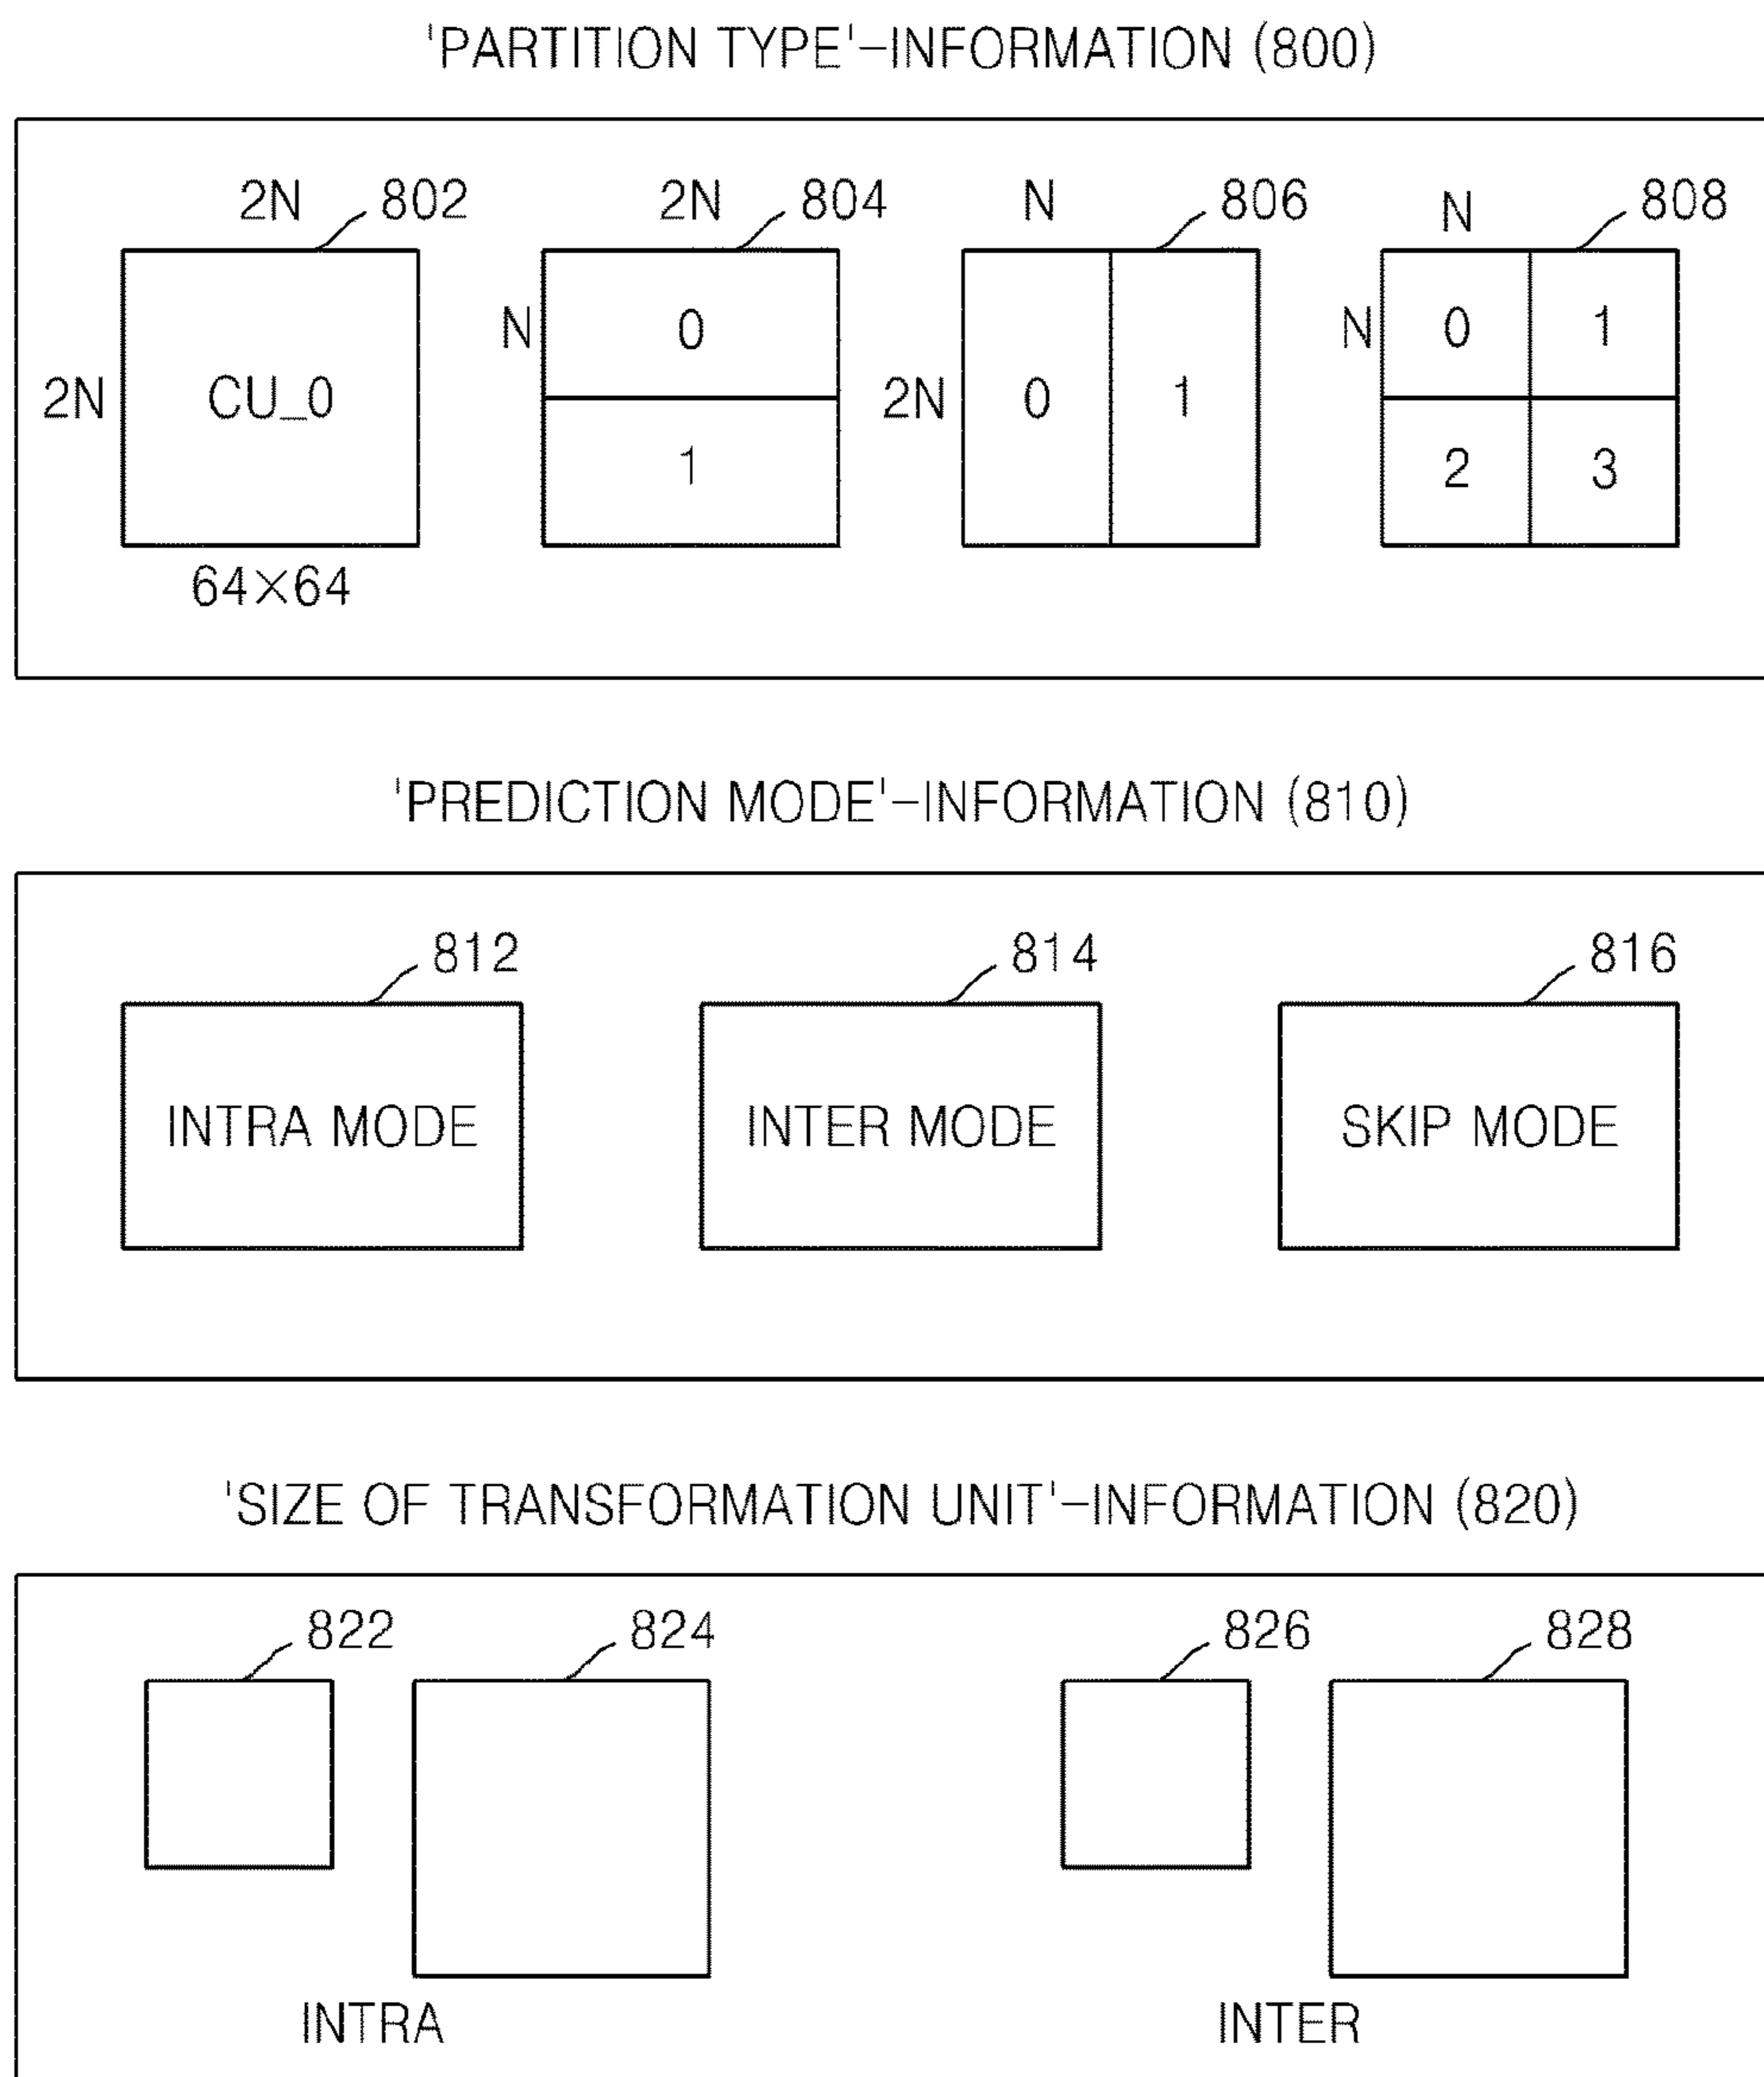 'PARTITION TYPE'-INFORMATION (800)
2N 802 2N 804 N 806 N 808
N 0 N 0 1
2N CU_0 2N 0 1
1 2 3
64×64
'PREDICTION MODE'-INFORMATION (810)
812 814 816
INTRA MODE INTER MODE SKIP MODE
'SIZE OF TRANSFORMATION UNIT'-INFORMATION (820)
822 824 826 828
INTRA INTER